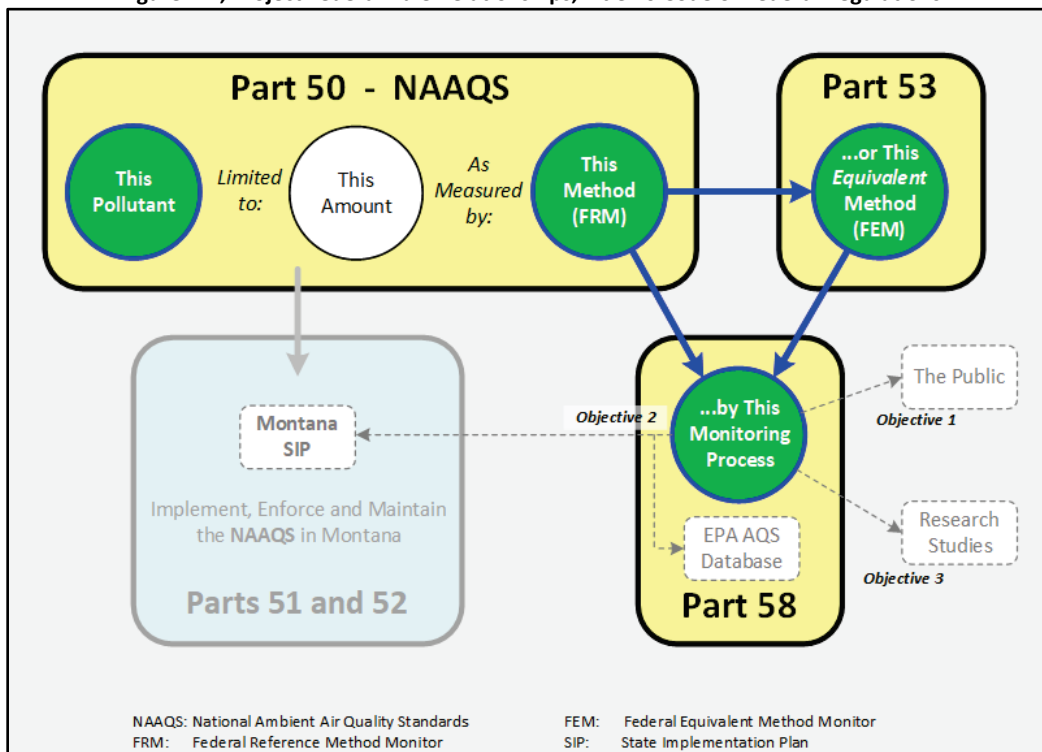 Part 50 - NAAQS
This
Pollutant
Limited
to:
This
Amount
As
Measured
by:
This
Method
(FRM)
Part 53
...or This
Equivalent
Method
(FEM)
Montana
SIP
Implement, Enforce and Maintain
the NAAQS in Montana
Parts 51 and 52
Objective 2
...by This
Monitoring
Process
EPA AQS
Database
Part 58
The Public
Objective 1
Research
Studies
Objective 3
NAAQS: National Ambient Air Quality Standards
FRM: Federal Reference Method Monitor
FEM: Federal Equivalent Method Monitor
SIP: State Implementation Plan